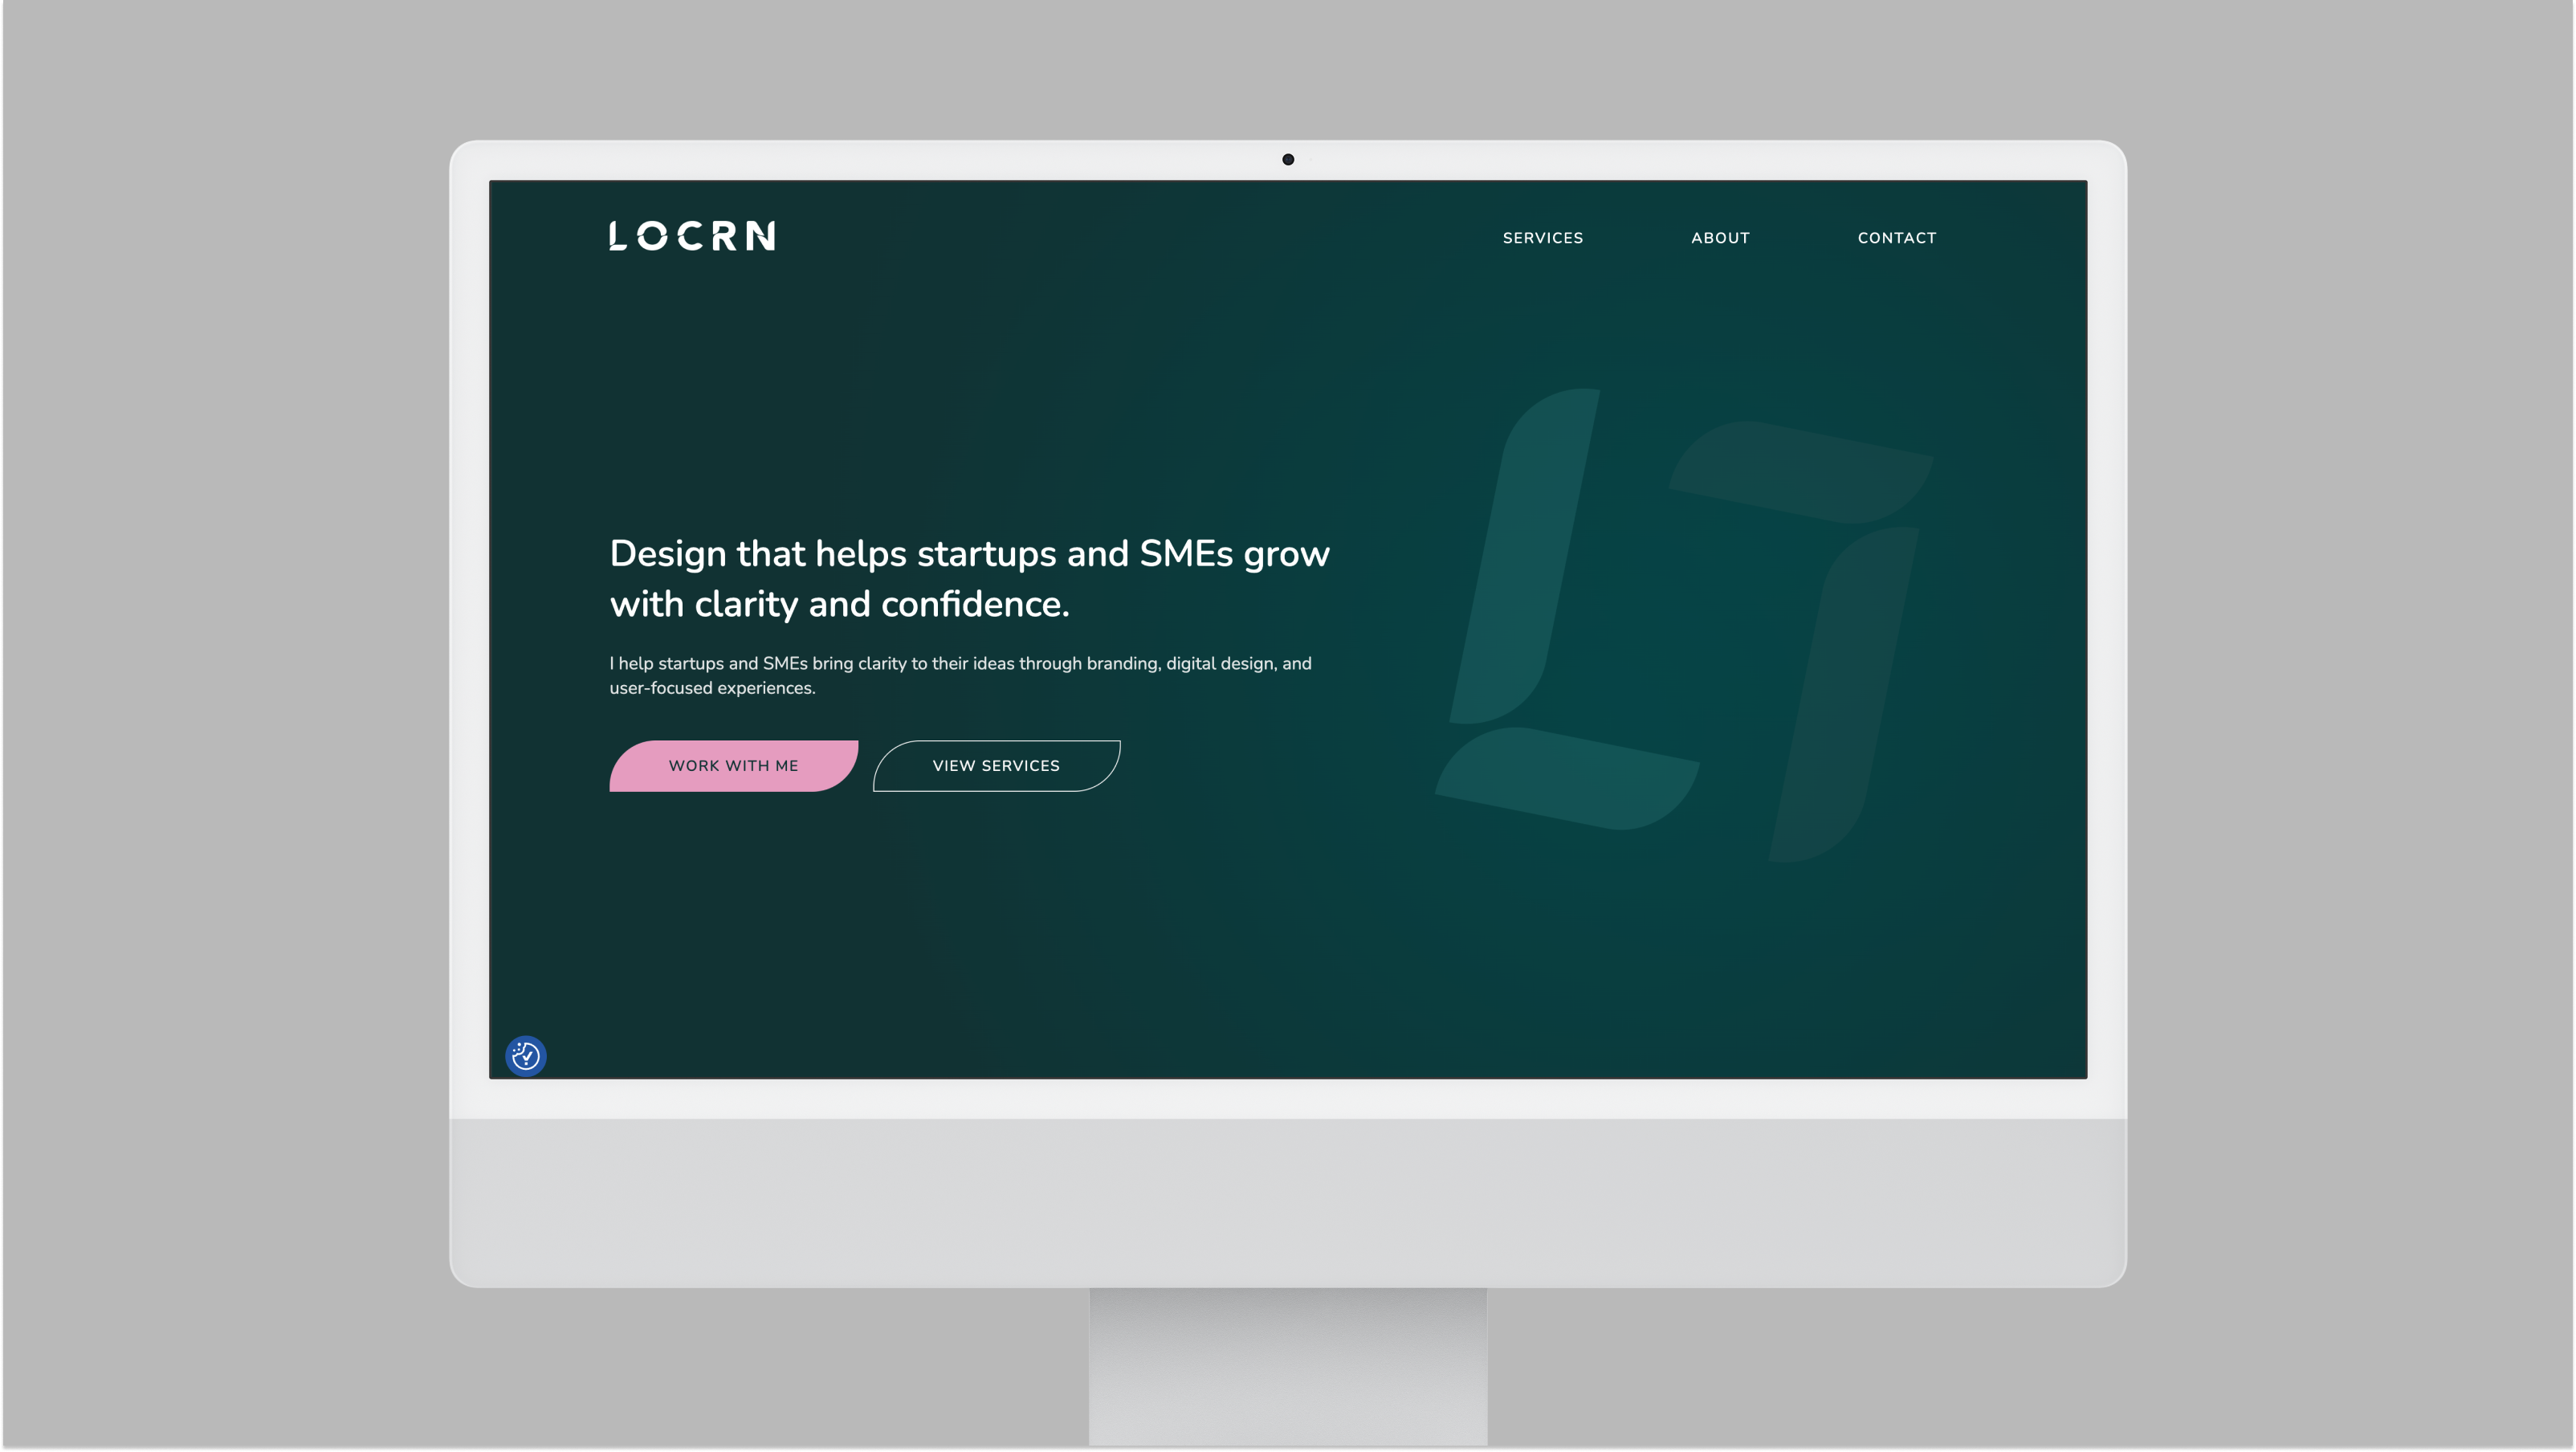 LOCRN
SERVICES
ABOUT
CONTACT
Design that helps startups and SMEs grow
with clarity and confidence.
I help startups and SMEs bring clarity to their ideas through branding, digital design, and
user-focused experiences.
WORK WITH ME
VIEW SERVICES